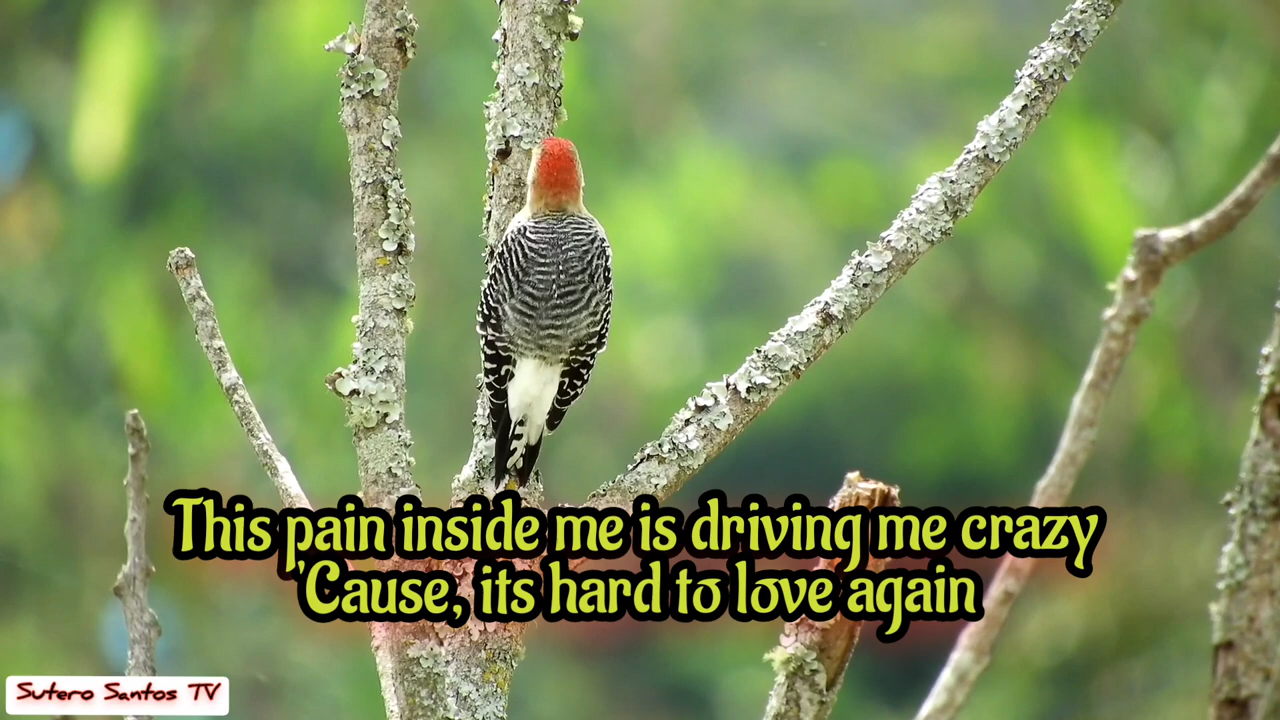 This pain inside me is driving me crazy
'Cause, its hard to love again
Sutero Santos TV